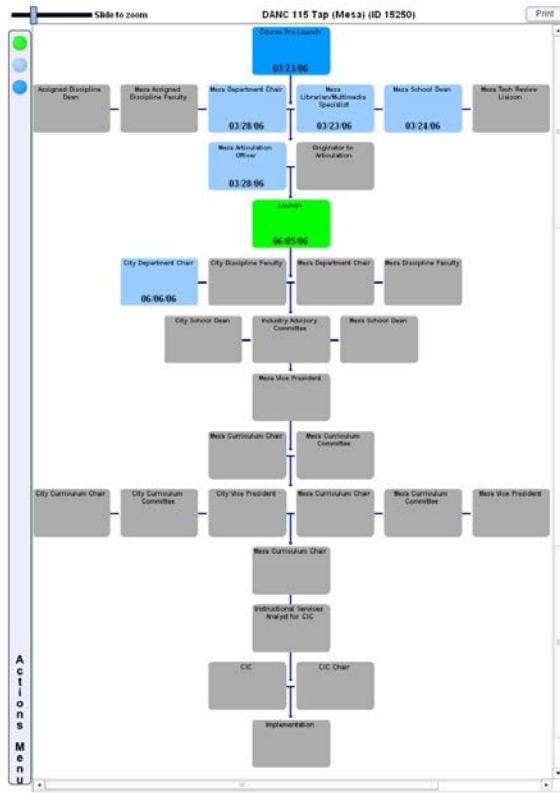 Slide to zoom
DANC 115 Tap (Mesa) (ID 15250)
Print
Course Pre-Launch
03/23/06
Assigned Discipline
Dean
Mesa Assigned
Discipline Faculty
Mesa Department Chair
03/28/06
Mesa
Librarian/Multimedia
Specialist
03/23/06
Mesa School Dean
03/24/06
Mesa Tech Review
Liaison
Mesa Articulation
Officer
03/28/06
Originator to
Articulation
Launch
06/05/06
City Department Chair
06/06/06
City Discipline Faculty
Mesa Department Chair
Mesa Discipline Faculty
City School Dean
Industry Advisory
Committee
Mesa School Dean
Mesa Vice President
Mesa Curriculum Chair
Mesa Curriculum
Committee
City Curriculum Chair
City Curriculum
Committee
City Vice President
Mesa Curriculum Chair
Mesa Curriculum
Committee
Mesa Vice President
Mesa Curriculum Chair
Instructional Services
Analyst for CIC
CIC
CIC Chair
Implementation
Actions Menu